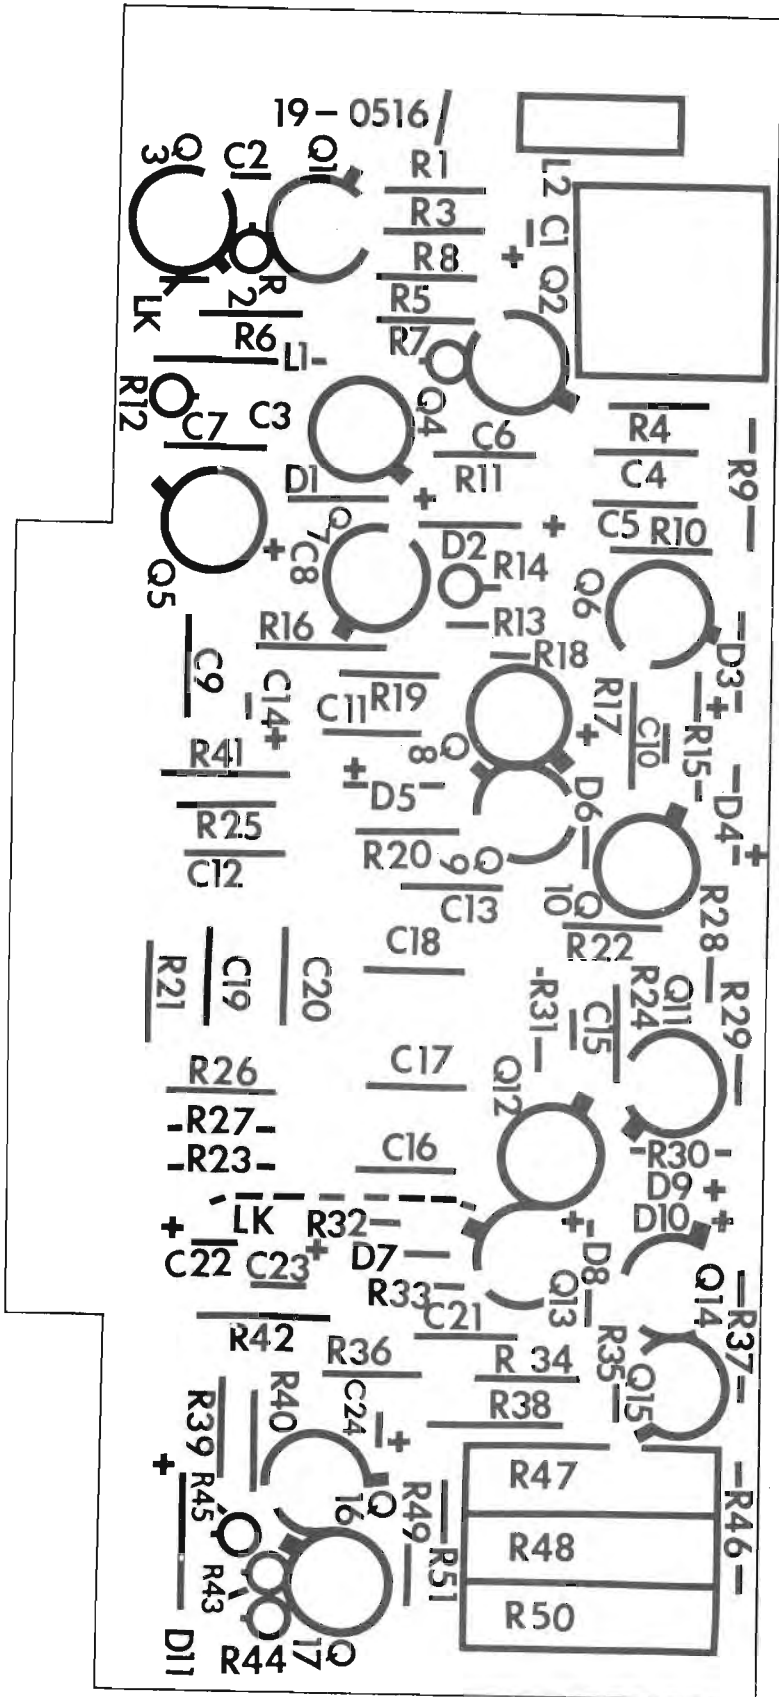 19-0516
Q3
C2
Q1
R1
L2
R3
C1
R8
+
Q2
R2
LK
R5
R6
R7
L1-
R12
C7
C3
Q4
C6
R4
R11
C4
R9
D1
+
Q7
C5
R10
+
D2
Q5
+
C8
R14
Q6
R16
R13
D3
C9
R18
+
C14
+
R19
C11
R17
C10
R15
+
R41
Q8
+
D5
D6
D4
+
R25
R20
Q9
C12
C13
Q10
R28
R22
C18
R21
C19
C20
R31
C15
R24
Q11
R29
R26
C17
Q12
-R27-
-R23-
C16
-R30-
D9 +
D10 +
+
LK
R32
+
D8
C22
C23
+
D7
R33
Q13
Q14
C21
R42
R37
R36
R 34
R35
Q15
R39
R40
C24
+
R38
+
R45
Q16
R49
R47
R46
R51
R48
R43
R50
D11
R44
Q17